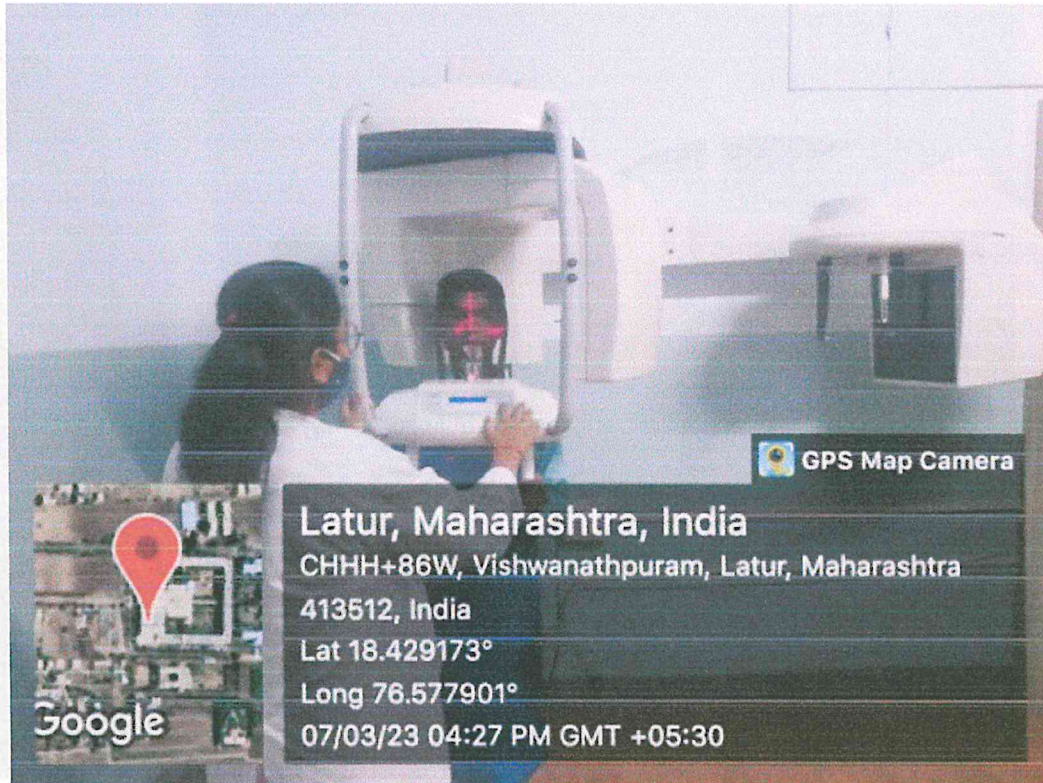 GPS Map Camera
Latur, Maharashtra, India
CHHH+86W, Vishwanathpuram, Latur, Maharashtra
413512, India
Lat 18.429173°
Long 76.577901°
07/03/23 04:27 PM GMT +05:30
Google